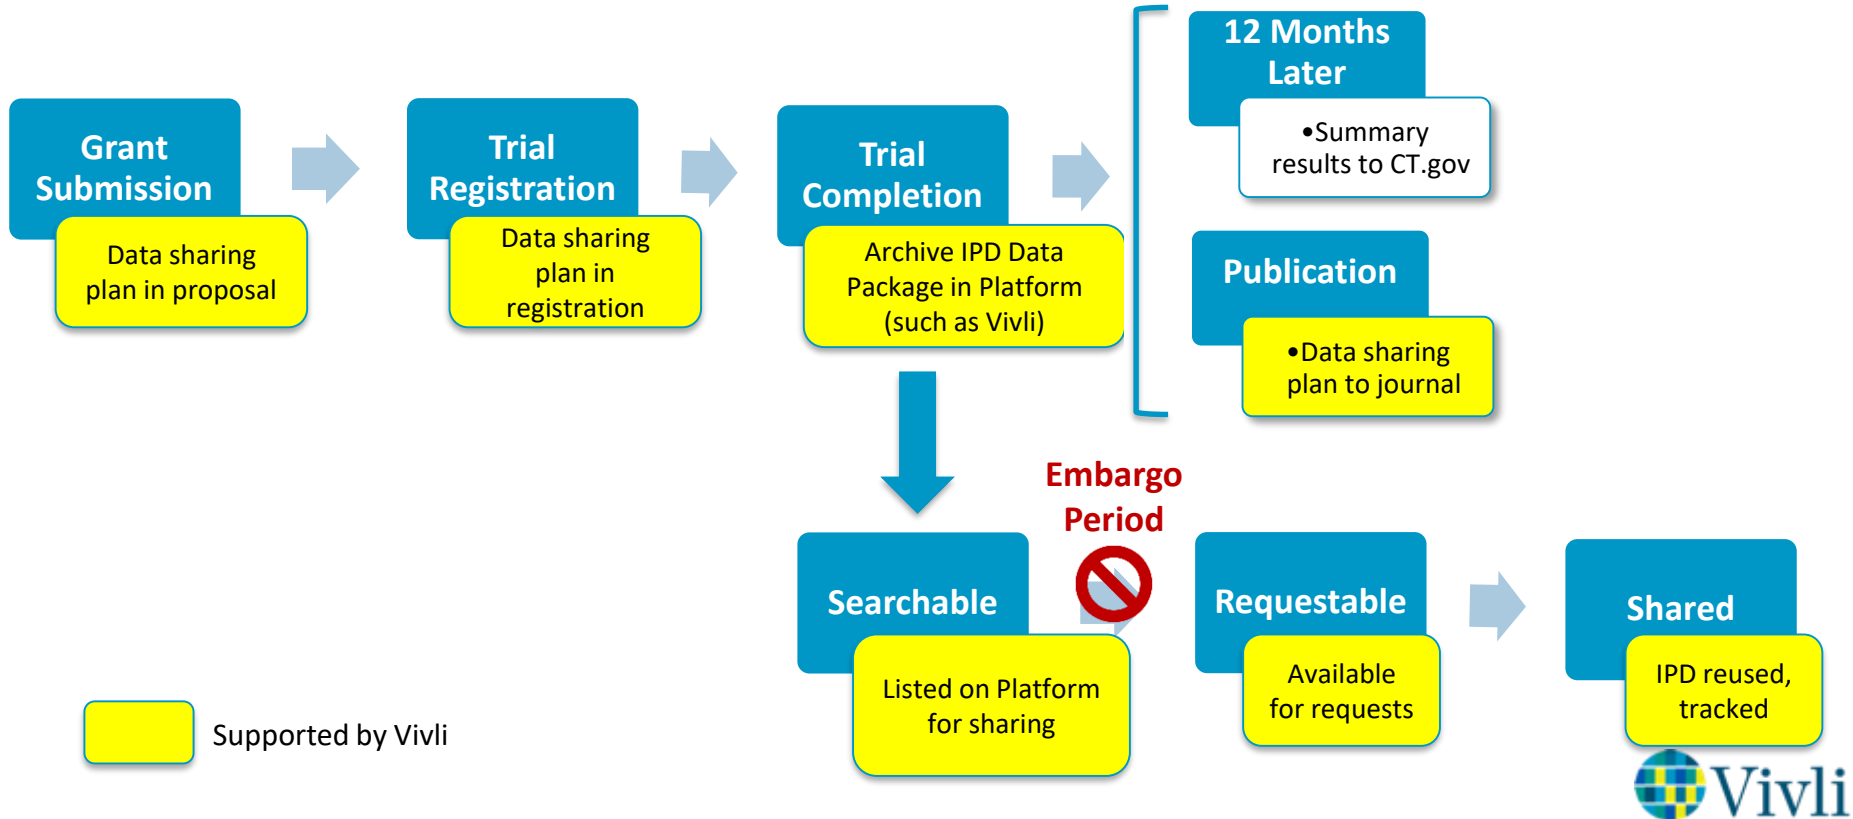 Grant
Submission
Data sharing
plan in proposal
Trial
Registration
Data sharing
plan in
registration
Trial
Completion
Archive IPD Data
Package in Platform
(such as Vivli)
12 Months
Later
•Summary
results to CT.gov
Publication
•Data sharing
plan to journal
Embargo
Period
Searchable
Listed on Platform
for sharing
Requestable
Available
for requests
Shared
IPD reused,
tracked
Supported by Vivli
Vivli